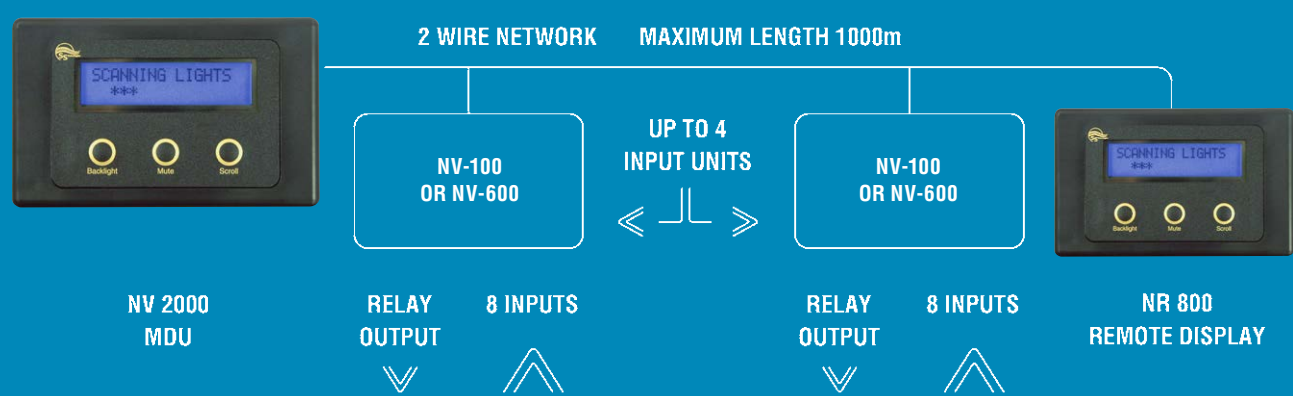 2 WIRE NETWORK MAXIMUM LENGTH 1000m
SCANNING LIGHTS
***
Backlight Mute Scroll
NV-100
OR NV-600
UP TO 4
INPUT UNITS
NV-100
OR NV-600
SCANNING LIGHTS
***
Backlight Mute Scroll
NV 2000
MDU
RELAY
OUTPUT
8 INPUTS
RELAY
OUTPUT
8 INPUTS
NR 800
REMOTE DISPLAY